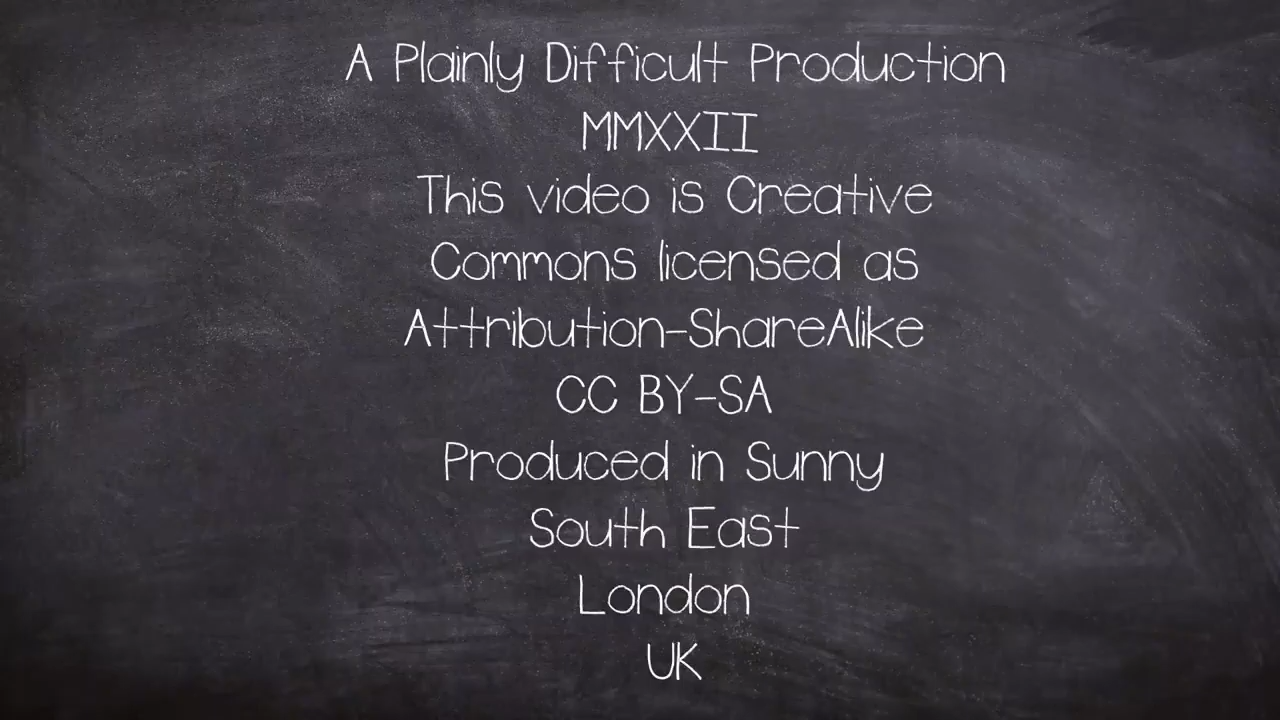 A Plainly Difficult Production
MMXXII
This video is Creative
Commons licensed as
Attribution-ShareAlike
CC BY-SA
Produced in Sunny
South East
London
UK